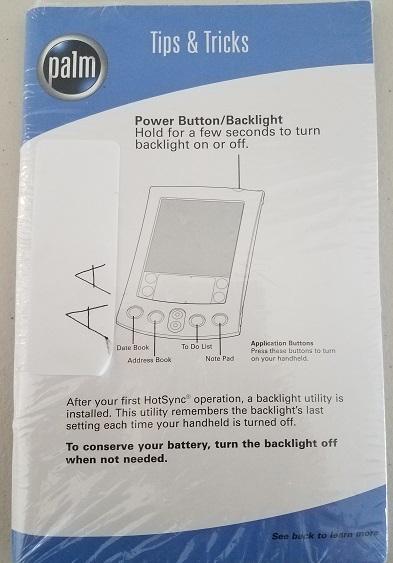 palm
Tips & Tricks
Power Button/Backlight
Hold for a few seconds to turn
backlight on or off.
AA
Date Book
Address Book
To Do List
Note Pad
Application Buttons
Press these buttons to turn
on your handheld.
After your first HotSync® operation, a backlight utility is
installed. This utility remembers the backlight's last
setting each time your handheld is turned off.
To conserve your battery, turn the backlight off
when not needed.
See back to learn more